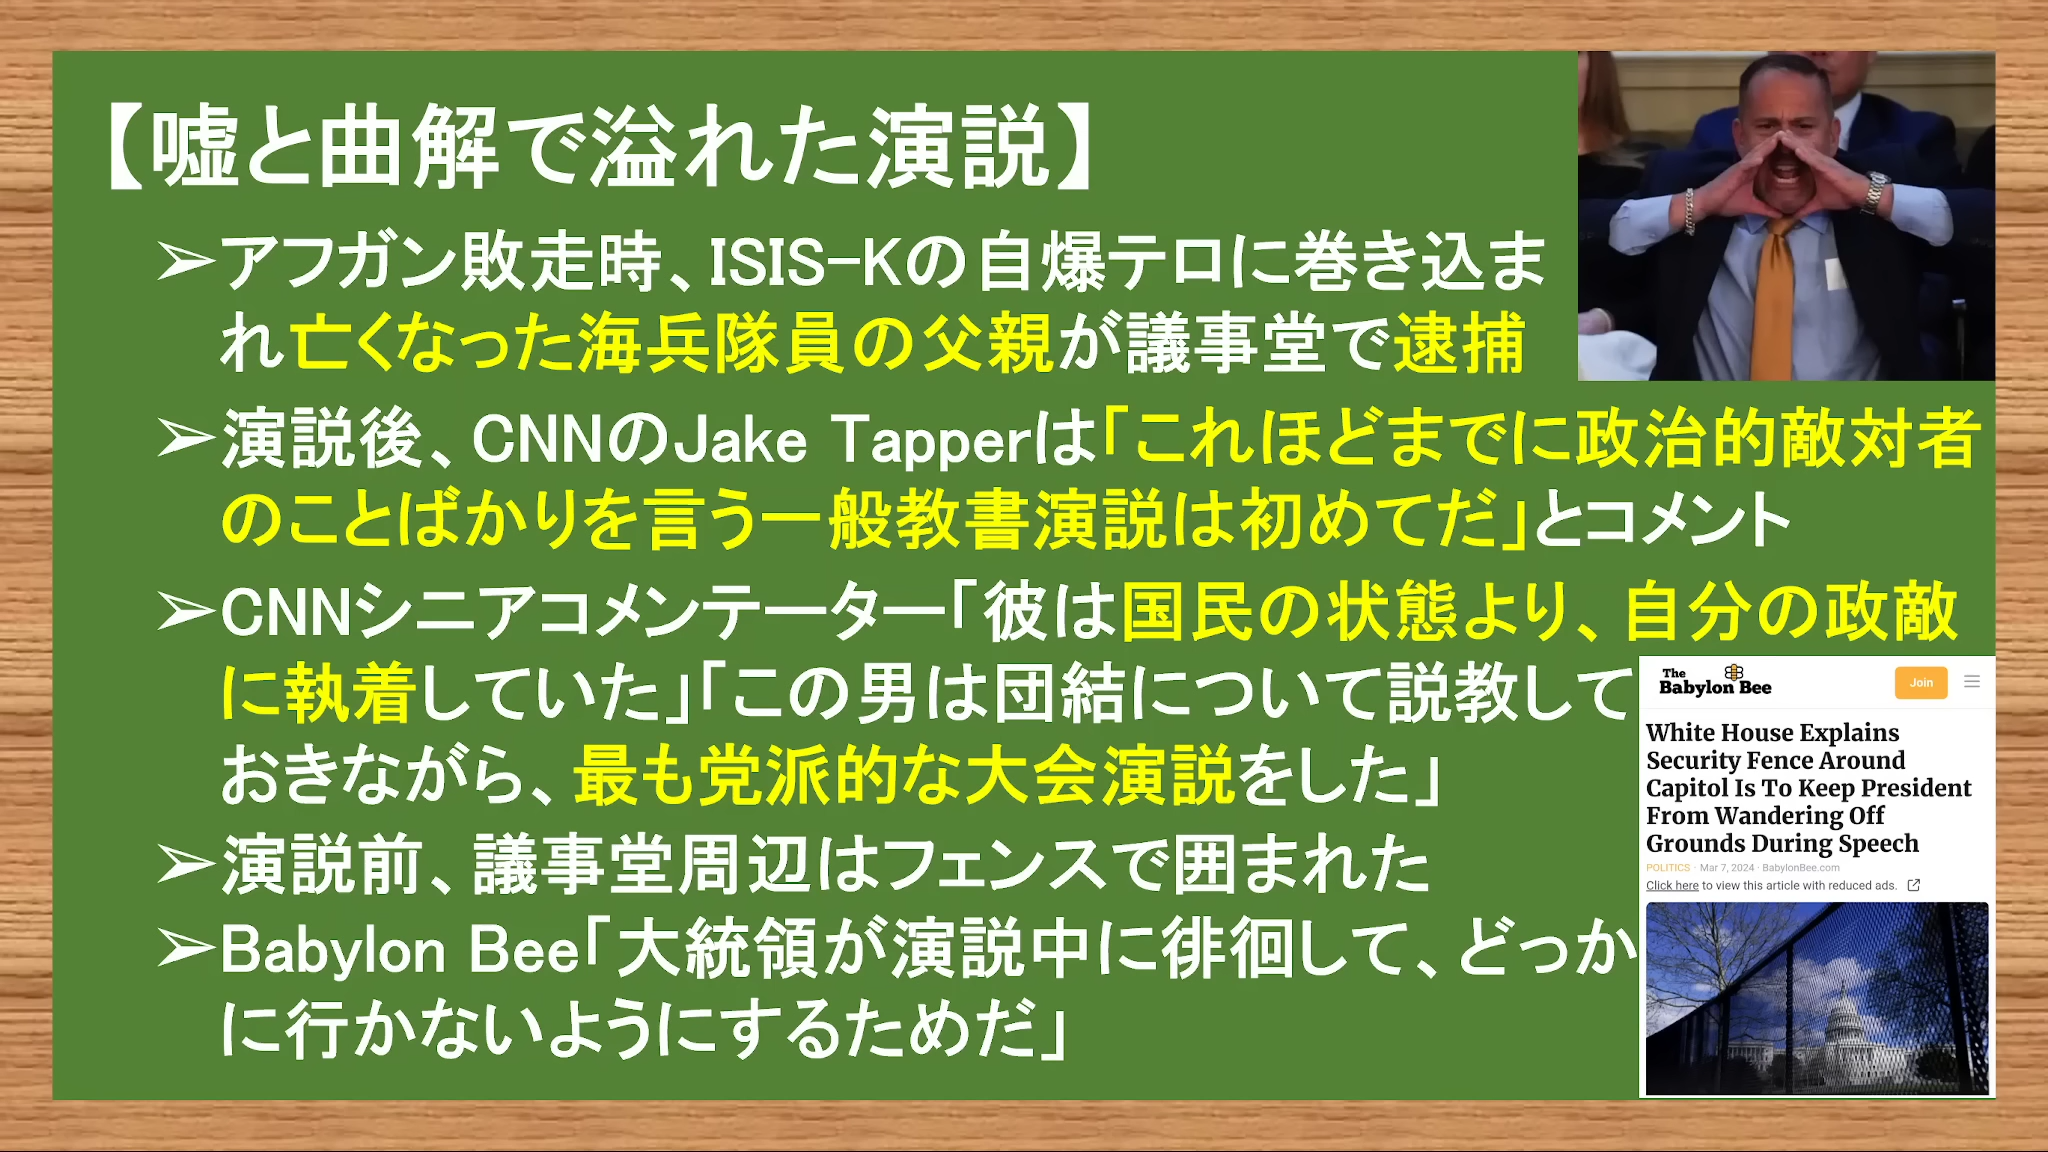 【嘘と曲解で溢れた演説】
➢アフガン敗走時、ISIS-Kの自爆テロに巻き込ま
れ亡くなった海兵隊員の父親が議事堂で逮捕
➢演説後、CNNのJake Tapperは「これほどまでに政治的敵対者
のことばかりを言う一般教書演説は初めてだ」とコメント
➢CNNシニアコメンテーター「彼は国民の状態より、自分の政敵
に執着していた」「この男は団結について説教して
おきながら、最も党派的な大会演説をした」
➢演説前、議事堂周辺はフェンスで囲まれた
➢Babylon Bee「大統領が演説中に徘徊して、どっか
に行かないようにするためだ」
The
Babylon Bee
Join
White House Explains
Security Fence Around
Capitol Is To Keep President
From Wandering Off
Grounds During Speech
POLITICS · Mar 7, 2024 · BabylonBee.com
Click here to view this article with reduced ads.